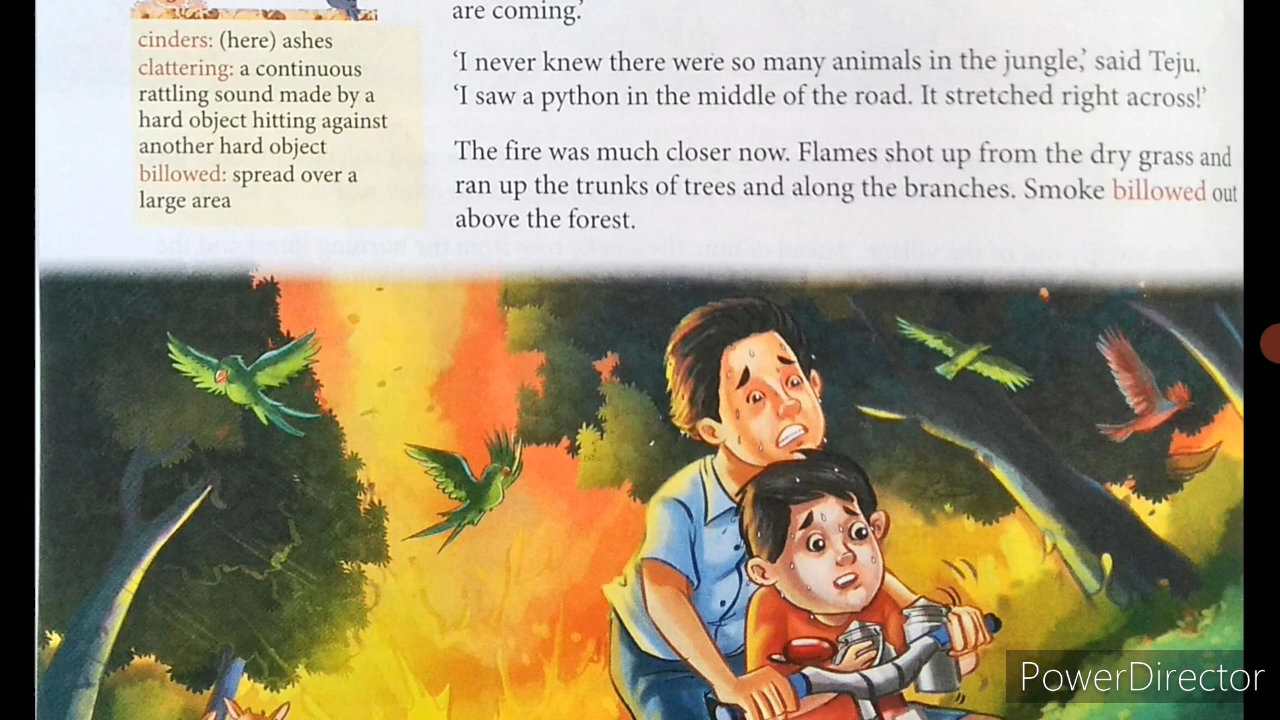 cinders: (here) ashes
clattering: a continuous
rattling sound made by a
hard object hitting against
another hard object
billowed: spread over a
large area
are coming.’
‘I never knew there were so many animals in the jungle,’ said Teju.
‘I saw a python in the middle of the road. It stretched right across!’
The fire was much closer now. Flames shot up from the dry grass and
ran up the trunks of trees and along the branches. Smoke billowed out
above the forest.
PowerDirector